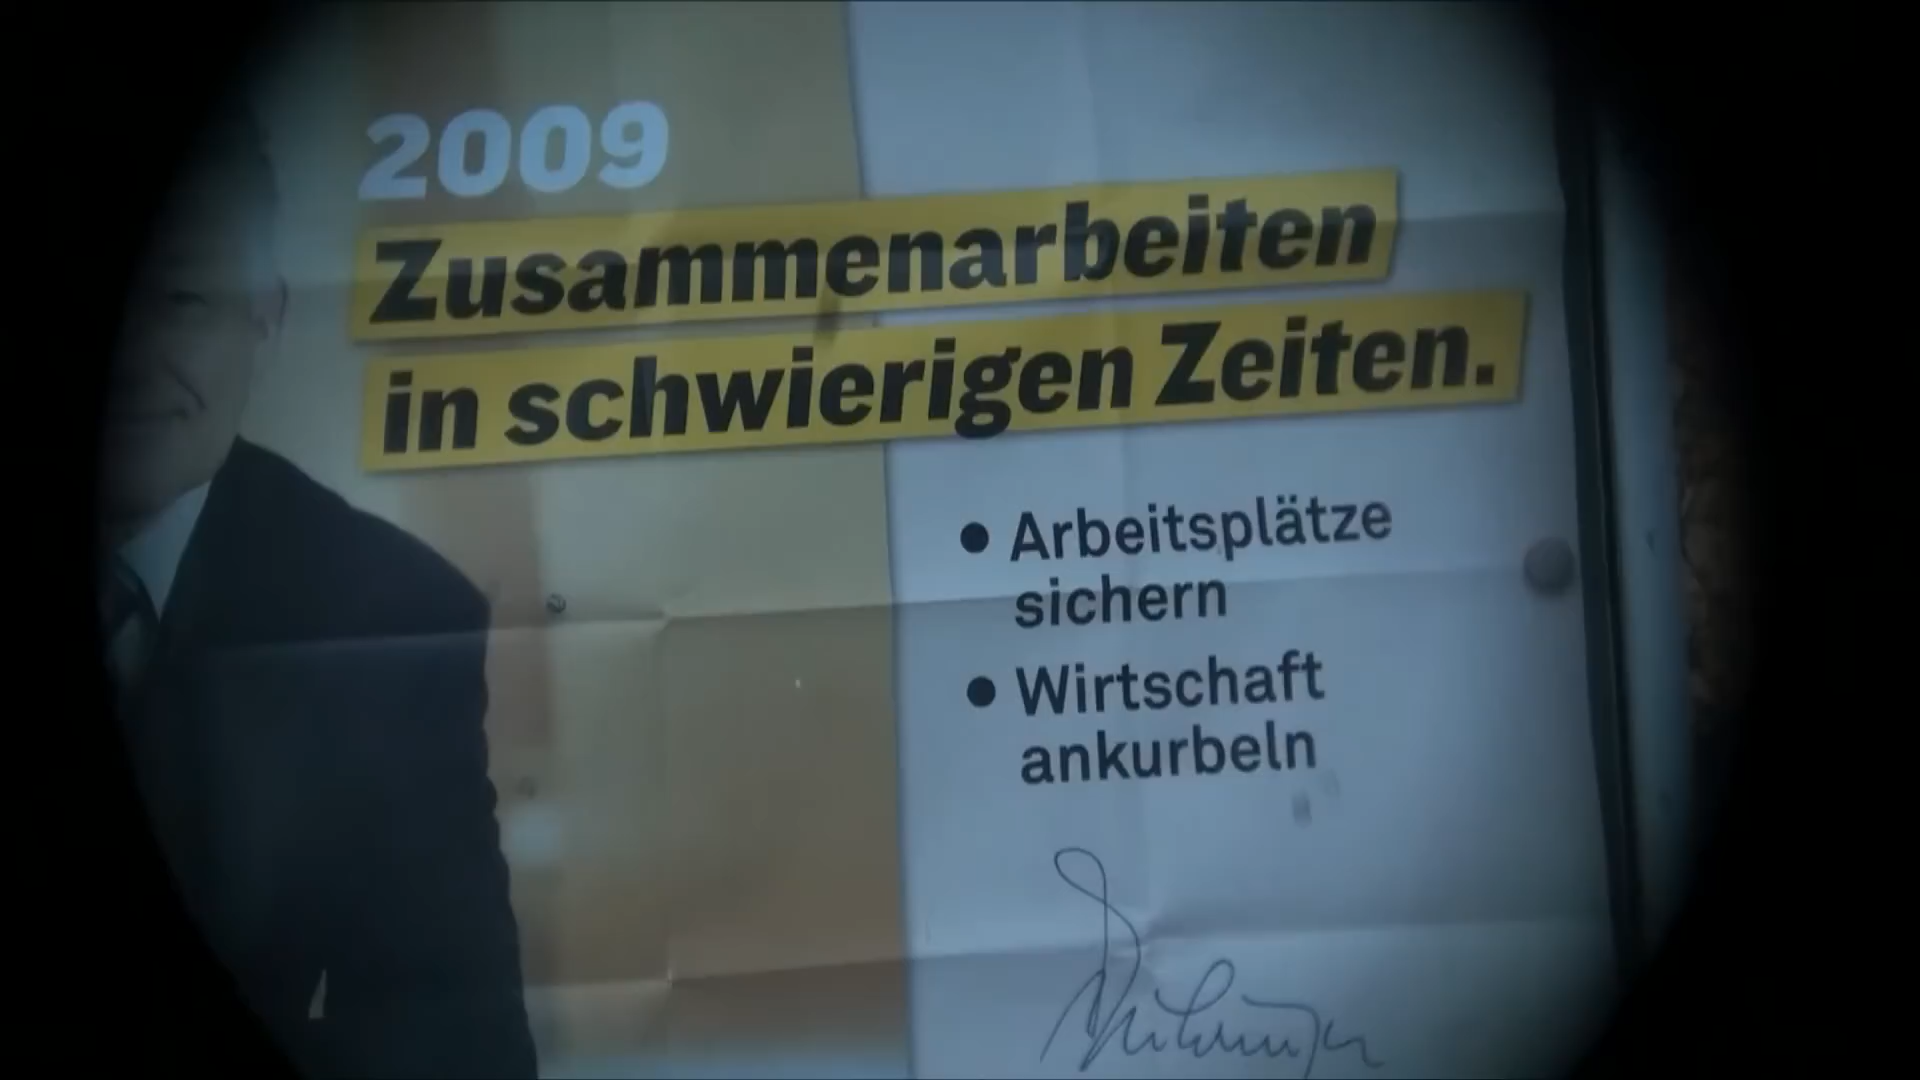 2009
Zusammenarbeiten
in schwierigen Zeiten.
• Arbeitsplätze
sichern
• Wirtschaft
ankurbeln